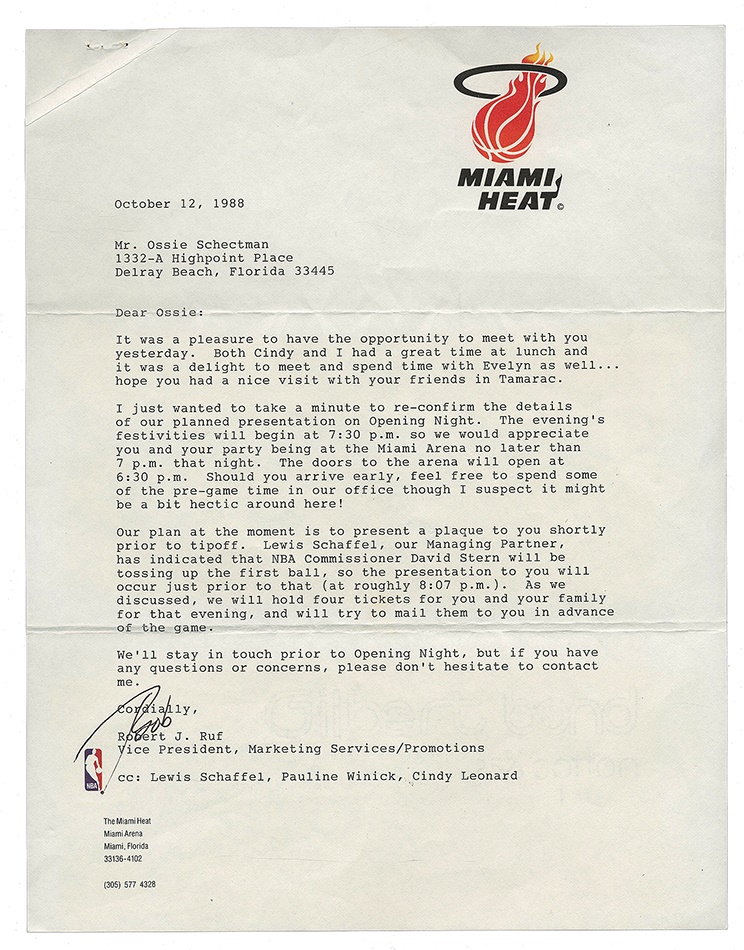 MIAMI
HEAT©
October 12, 1988
Mr. Ossie Schectman
1332-A Highpoint Place
Delray Beach, Florida 33445
Dear Ossie:
It was a pleasure to have the opportunity to meet with you
yesterday. Both Cindy and I had a great time at lunch and
it was a delight to meet and spend time with Evelyn as well...
hope you had a nice visit with your friends in Tamarac.
I just wanted to take a minute to re-confirm the details
of our planned presentation on Opening Night. The evening's
festivities will begin at 7:30 p.m. so we would appreciate
you and your party being at the Miami Arena no later than
7 p.m. that night. The doors to the arena will open at
6:30 p.m. Should you arrive early, feel free to spend some
of the pre-game time in our office though I suspect it might
be a bit hectic around here!
Our plan at the moment is to present a plaque to you shortly
prior to tipoff. Lewis Schaffel, our Managing Partner,
has indicated that NBA Commissioner David Stern will be
tossing up the first ball, so the presentation to you will
occur just prior to that (at roughly 8:07 p.m.). As we
discussed, we will hold four tickets for you and your family
for that evening, and will try to mail them to you in advance
of the game.
We'll stay in touch prior to Opening Night, but if you have
any questions or concerns, please don't hesitate to contact
me.
Cordially,
Bob
Robert J. Ruf
Vice President, Marketing Services/Promotions
NBA
cc: Lewis Schaffel, Pauline Winick, Cindy Leonard
The Miami Heat
Miami Arena
Miami, Florida
33136-4102
(305) 577 4328